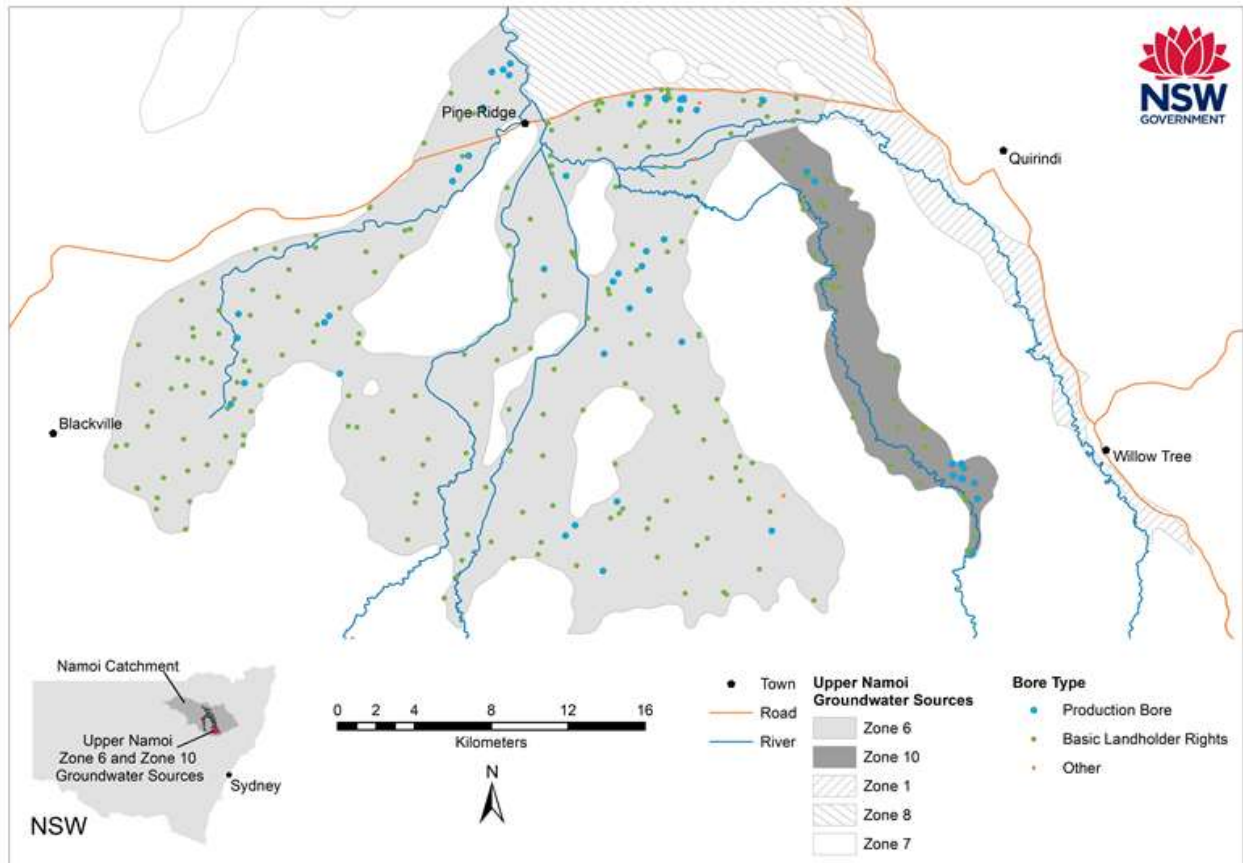 NSW
GOVERNMENT
Pine Ridge
Quirindi
Blackville
Willow Tree
Namoi Catchment
Upper Namoi
Zone 6 and Zone 10
Groundwater Sources
Sydney
NSW
0 2 4 8 12 16
Kilometers
N
Town
Road
River
Upper Namoi
Groundwater Sources
Zone 6
Zone 10
Zone 1
Zone 8
Zone 7
Bore Type
Production Bore
Basic Landholder Rights
Other